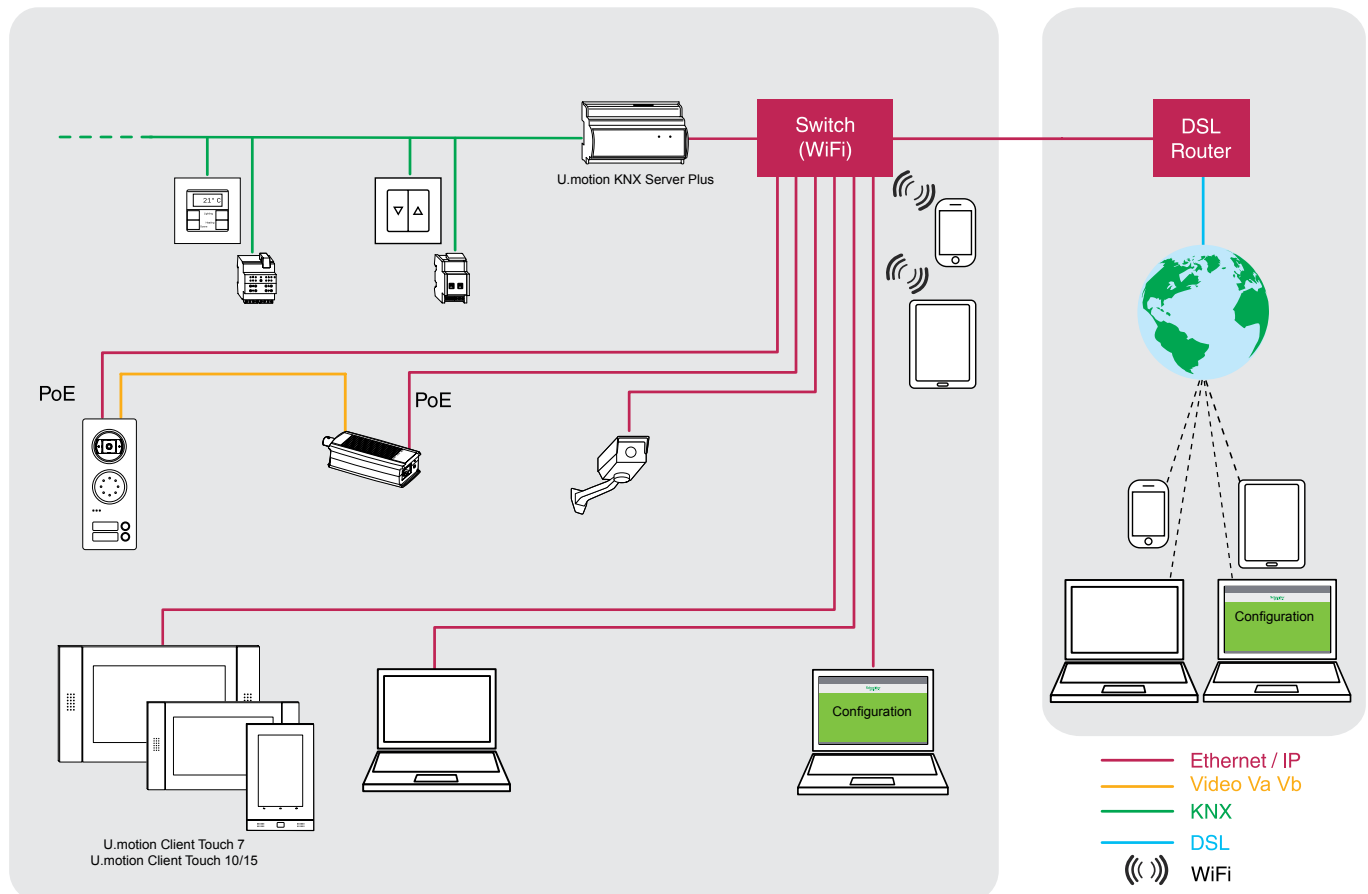 Switch
(WiFi)
DSL
Router
U.motion KNX Server Plus
21° C
PoE
PoE
Configuration
Configuration
U.motion Client Touch 7
U.motion Client Touch 10/15
Ethernet / IP
Video Va Vb
KNX
DSL
WiFi